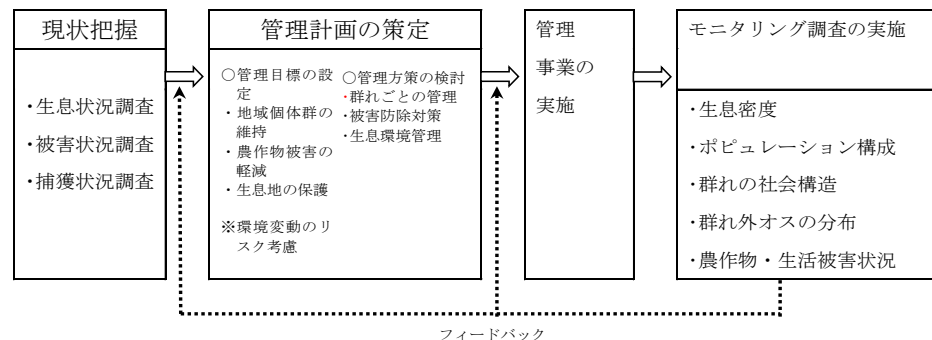 現状把握
・生息状況調査
・被害状況調査
・捕獲状況調査
管理計画の策定
○管理目標の設
定
・地域個体群の
維持
・農作物被害の
軽減
・生息地の保護
※環境変動のリ
スク考慮
○管理方策の検討
・群れごとの管理
・被害防除対策
・生息環境管理
管理
事業の
実施
モニタリング調査の実施
・生息密度
・ポピュレーション構成
・群れの社会構造
・群れ外オスの分布
・農作物・生活被害状況
フィードバック